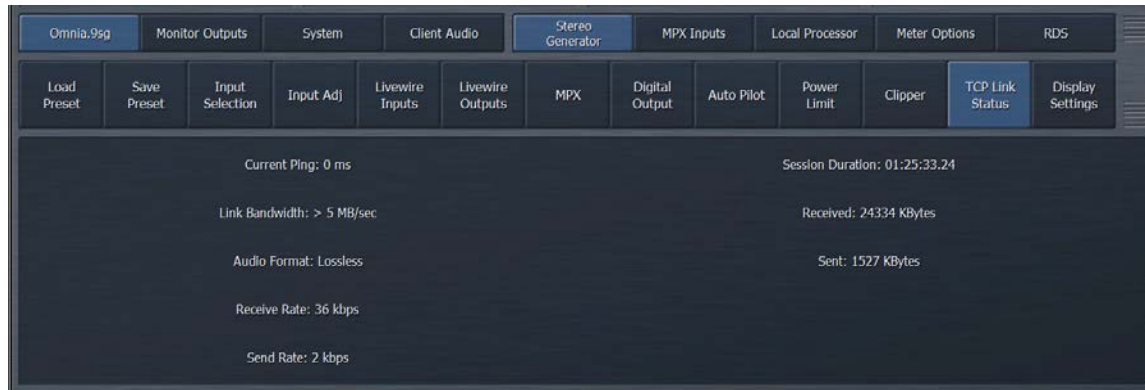 Omnia.9sg
Monitor Outputs
System
Client Audio
Stereo
Generator
MPX Inputs
Local Processor
Meter Options
RDS
Load
Preset
Save
Preset
Input
Selection
Input Adj
Livewire
Inputs
Livewire
Outputs
MPX
Digital
Output
Auto Pilot
Power
Limit
Clipper
TCP Link
Status
Display
Settings
Current Ping: 0 ms
Link Bandwidth: > 5 MB/sec
Audio Format: Lossless
Receive Rate: 36 kbps
Send Rate: 2 kbps
Session Duration: 01:25:33.24
Received: 24334 KBytes
Sent: 1527 KBytes